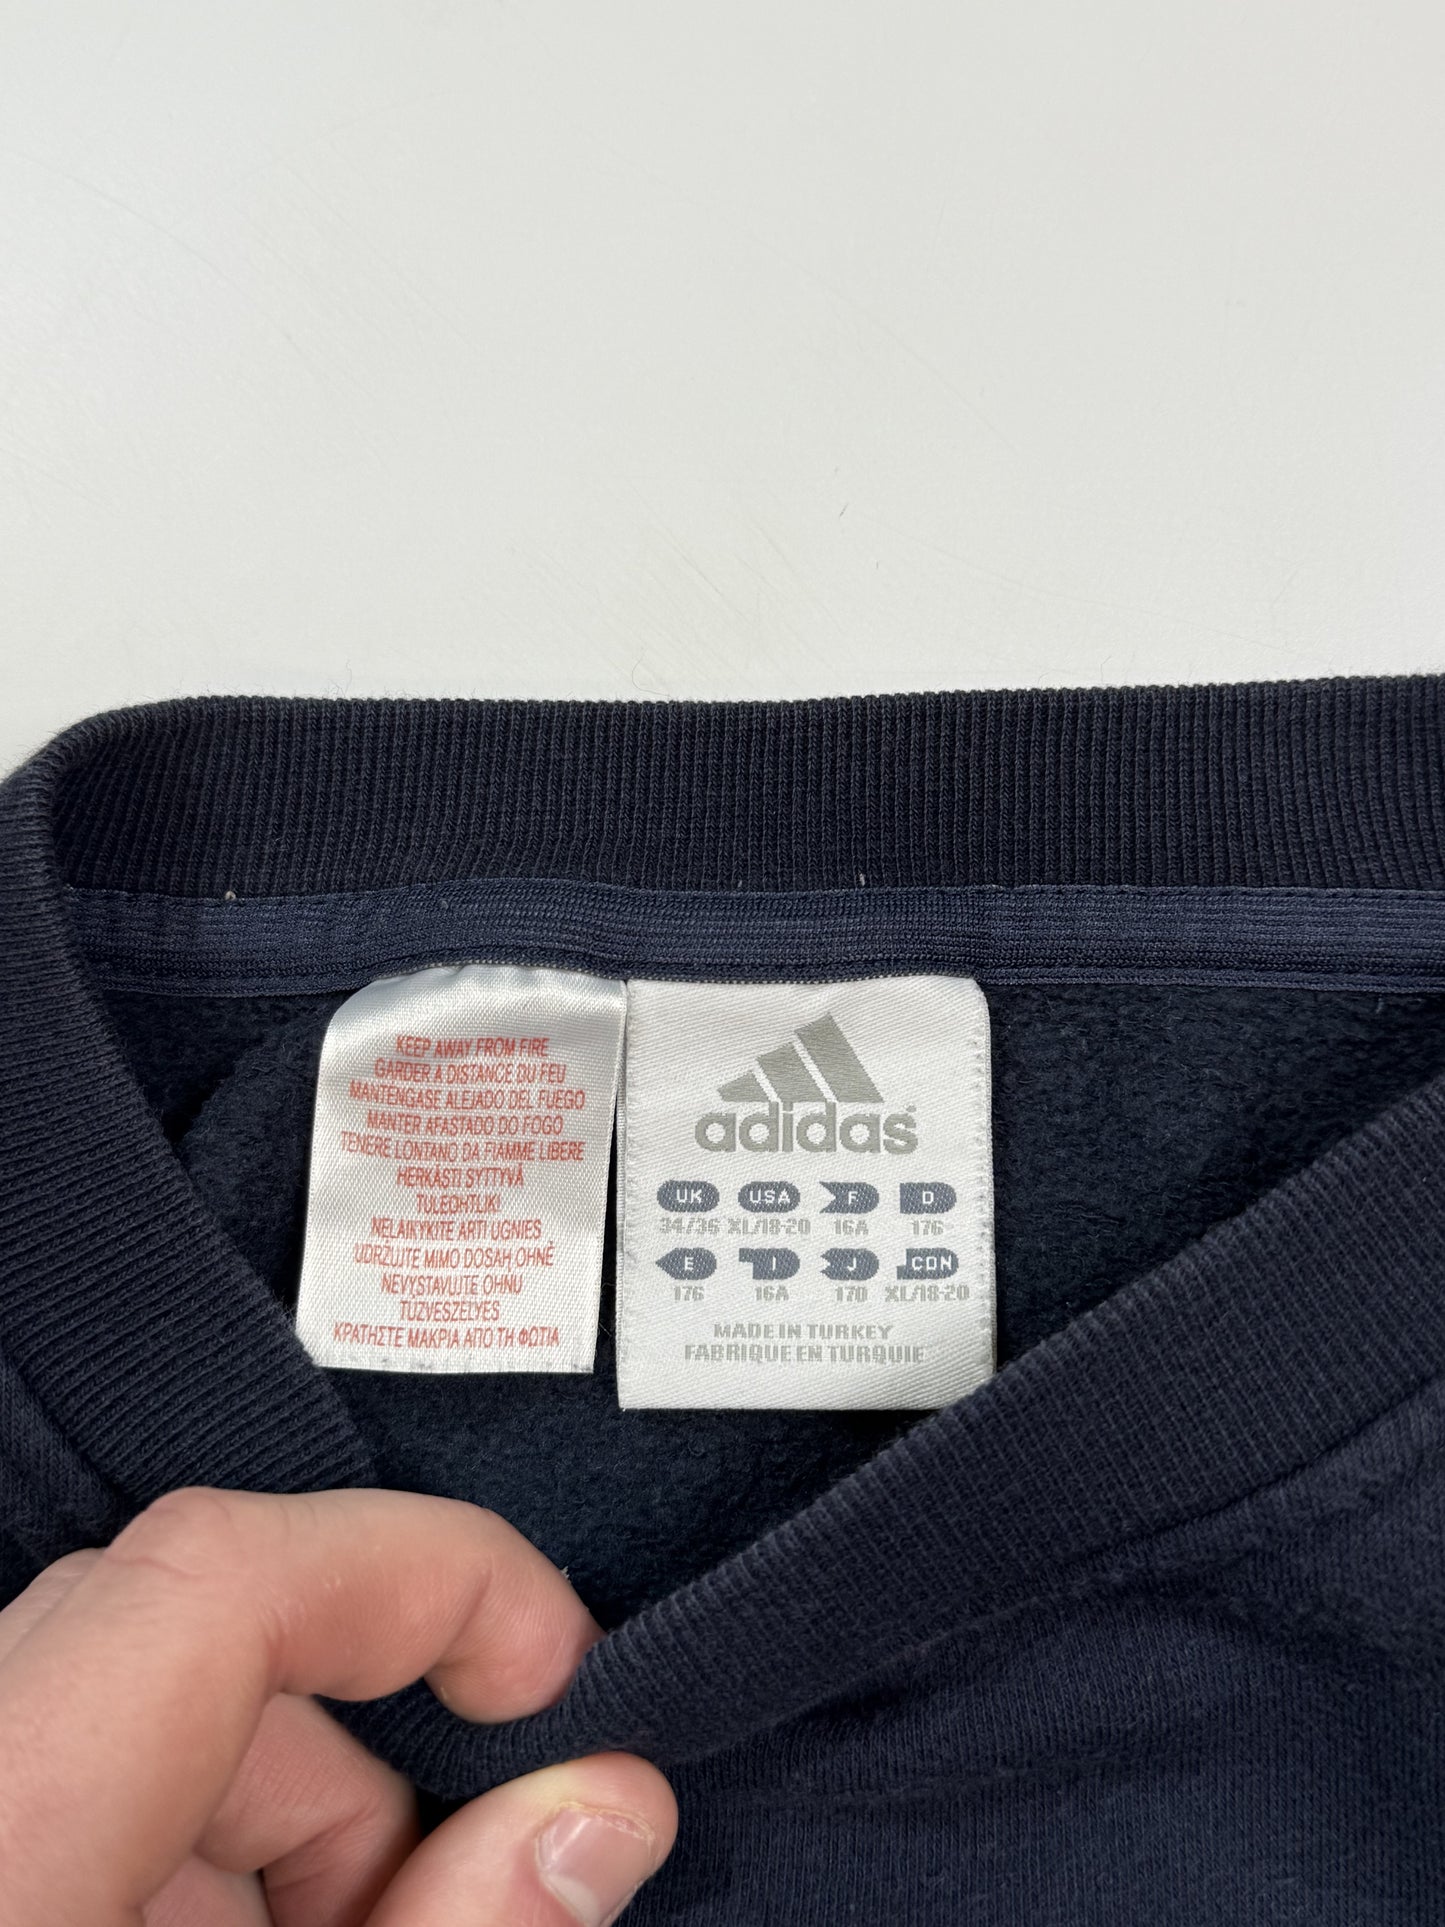 KEEP AWAY FROM FIRE
GARDER A DISTANCE DU FEU
MANTENGASE ALEJADO DEL FUEGO
MANTER AFASTADO DO FOGO
TENERE LONTANO DA FIAMME LIBERE
HERKÄSTI SYTTYVÄ
TULEOHTLIK!
NELAIKYKITE ARTI UGNIES
UDRŽUJTE MIMO DOSAH OHNĚ
NEVYSTAVUJTE OHNU
TŰZVESZELYES
ΚΡΑΤΗΣΤΕ ΜΑΚΡΙΑ ΑΠΟ ΤΗ ΦΩΤΙΑ
adidas
UK USA F D
34/36 XL/18-20 16A 176
E I J CDN
176 16A 170 XL/18-20
MADE IN TURKEY
FABRIQUE EN TURQUIE